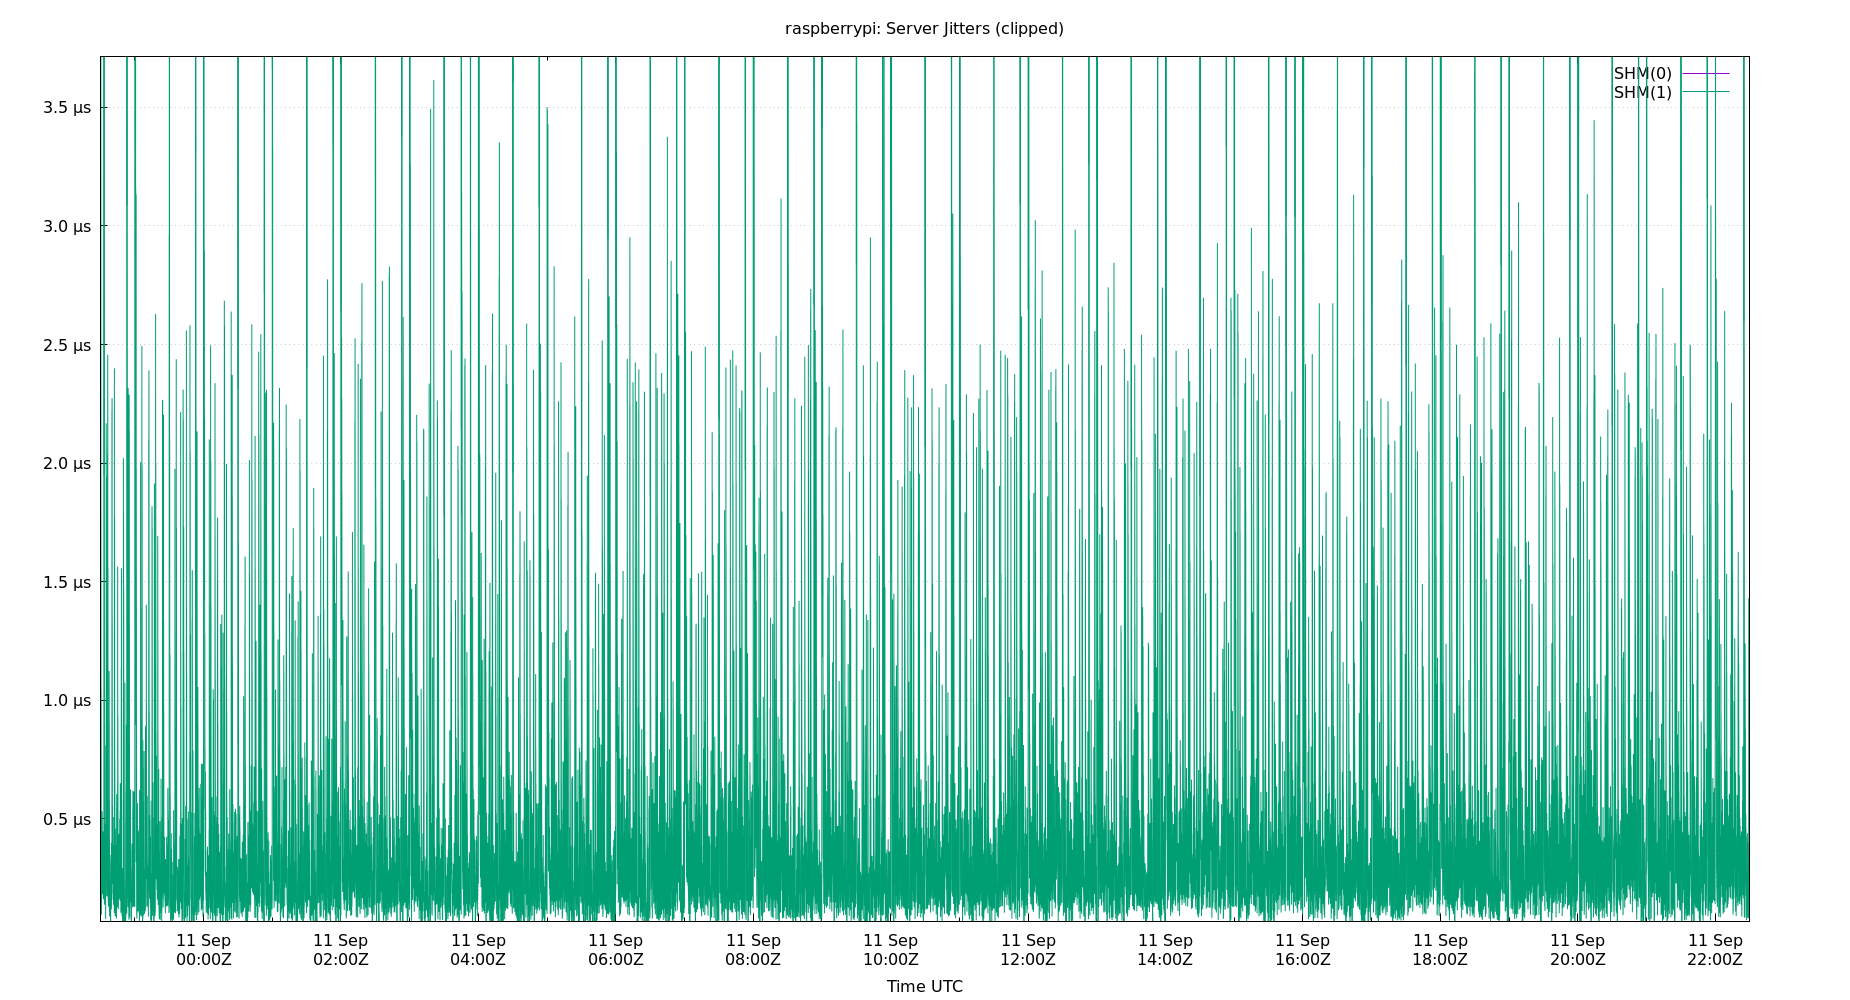 raspberrypi: Server Jitters (clipped)
SHM(0)
SHM(1)
3.5 µs
3.0 µs
2.5 µs
2.0 µs
1.5 µs
1.0 µs
0.5 µs
11 Sep 11 Sep 11 Sep 11 Sep 11 Sep 11 Sep 11 Sep 11 Sep 11 Sep 11 Sep 11 Sep 11 Sep
00:00Z 02:00Z 04:00Z 06:00Z 08:00Z 10:00Z 12:00Z 14:00Z 16:00Z 18:00Z 20:00Z 22:00Z
Time UTC